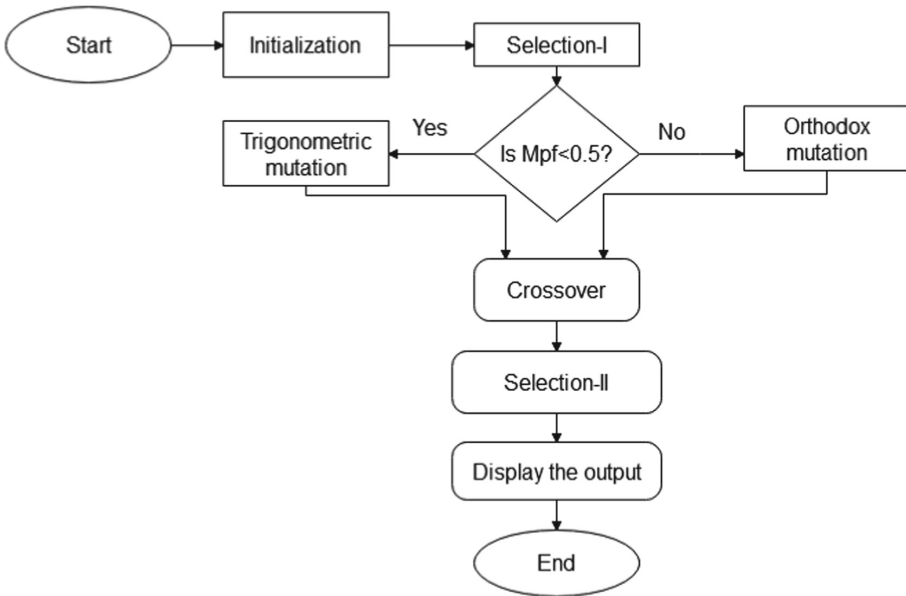 Start
Initialization
Selection-I
Yes
No
Trigonometric
mutation
Is Mpf<0.5?
Orthodox
mutation
Crossover
Selection-II
Display the output
End